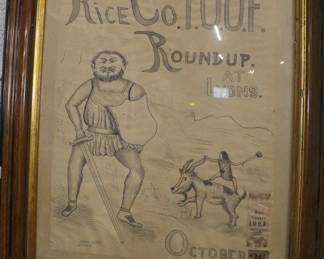 RICE CO. I.O.O.F.
ROUNDUP.
AT
LYONS.
OCTOBER